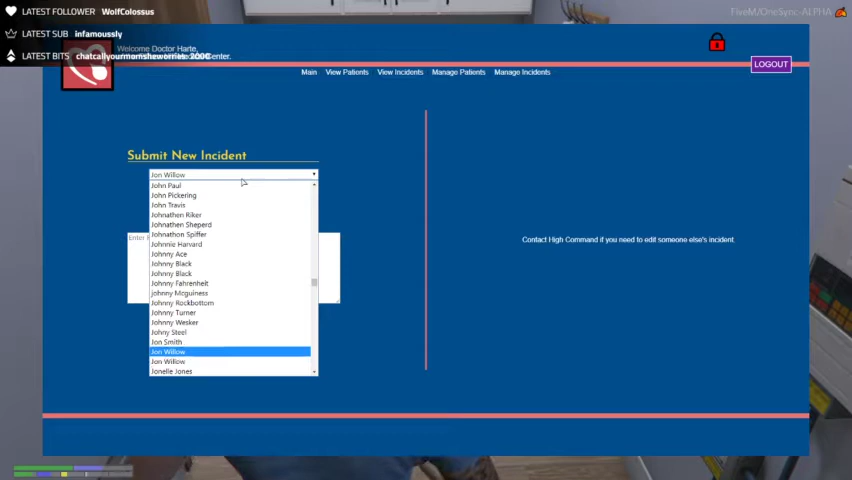 LATEST FOLLOWER WolfColossus
FiveM/OneSync-ALPHA
LATEST SUB infamously
Welcome Doctor Harte,
LATEST BITS
Center.
LOGOUT
Main View Patients View Incidents Manage Patients Manage Incidents
Submit New Incident
Jon Willow
John Paul
John Pickering
John Travis
Johnathen Riker
Johnathen Sheperd
Johnathon Spiffer
Johnnie Harvard
Johnny Ace
Johnny Black
Johnny Black
Johnny Fahrenheit
johnny Mcguiness
Johnny Rockbottom
Johnny Turner
Johnny Wesker
Johny Steel
Jon Smith
Jon Willow
Jon Willow
Jonelle Jones
Enter
Contact High Command if you need to edit someone else's incident.